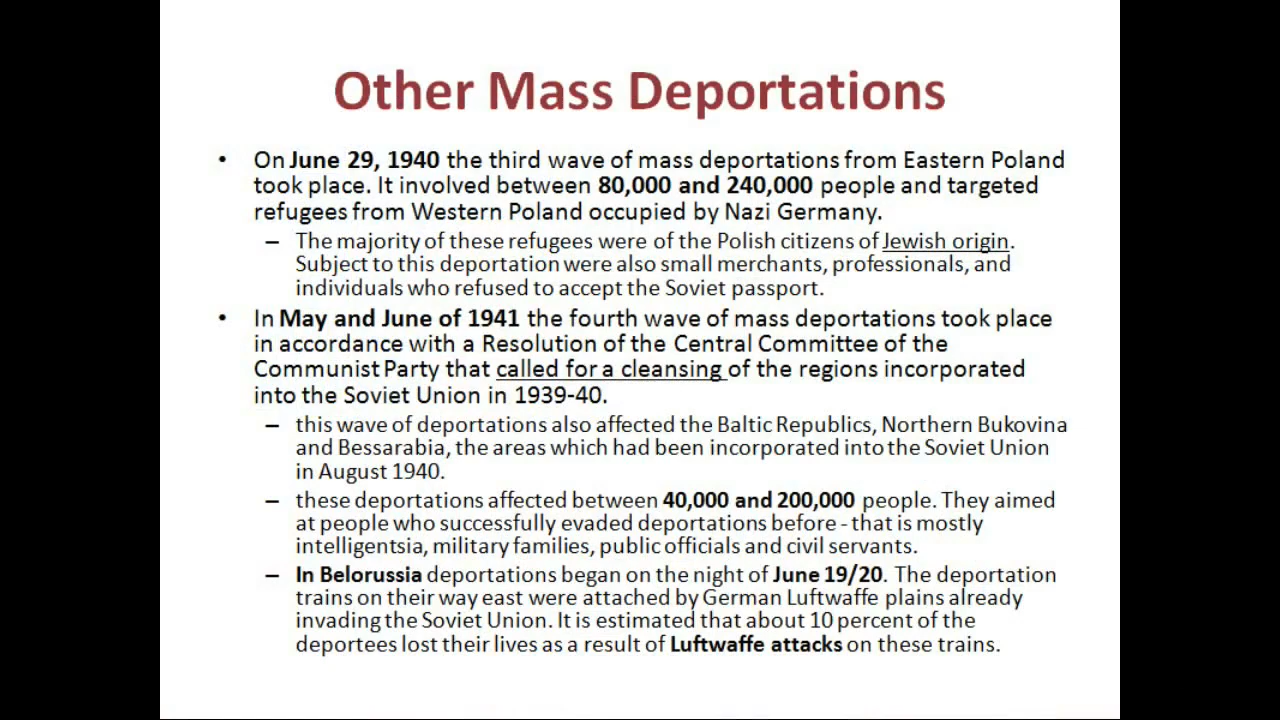 Other Mass Deportations
• On June 29, 1940 the third wave of mass deportations from Eastern Poland
took place. It involved between 80,000 and 240,000 people and targeted
refugees from Western Poland occupied by Nazi Germany.
– The majority of these refugees were of the Polish citizens of Jewish origin.
Subject to this deportation were also small merchants, professionals, and
individuals who refused to accept the Soviet passport.
• In May and June of 1941 the fourth wave of mass deportations took place
in accordance with a Resolution of the Central Committee of the
Communist Party that called for a cleansing of the regions incorporated
into the Soviet Union in 1939-40.
– this wave of deportations also affected the Baltic Republics, Northern Bukovina
and Bessarabia, the areas which had been incorporated into the Soviet Union
in August 1940.
– these deportations affected between 40,000 and 200,000 people. They aimed
at people who successfully evaded deportations before - that is mostly
intelligentsia, military families, public officials and civil servants.
– In Belorussia deportations began on the night of June 19/20. The deportation
trains on their way east were attached by German Luftwaffe plains already
invading the Soviet Union. It is estimated that about 10 percent of the
deportees lost their lives as a result of Luftwaffe attacks on these trains.